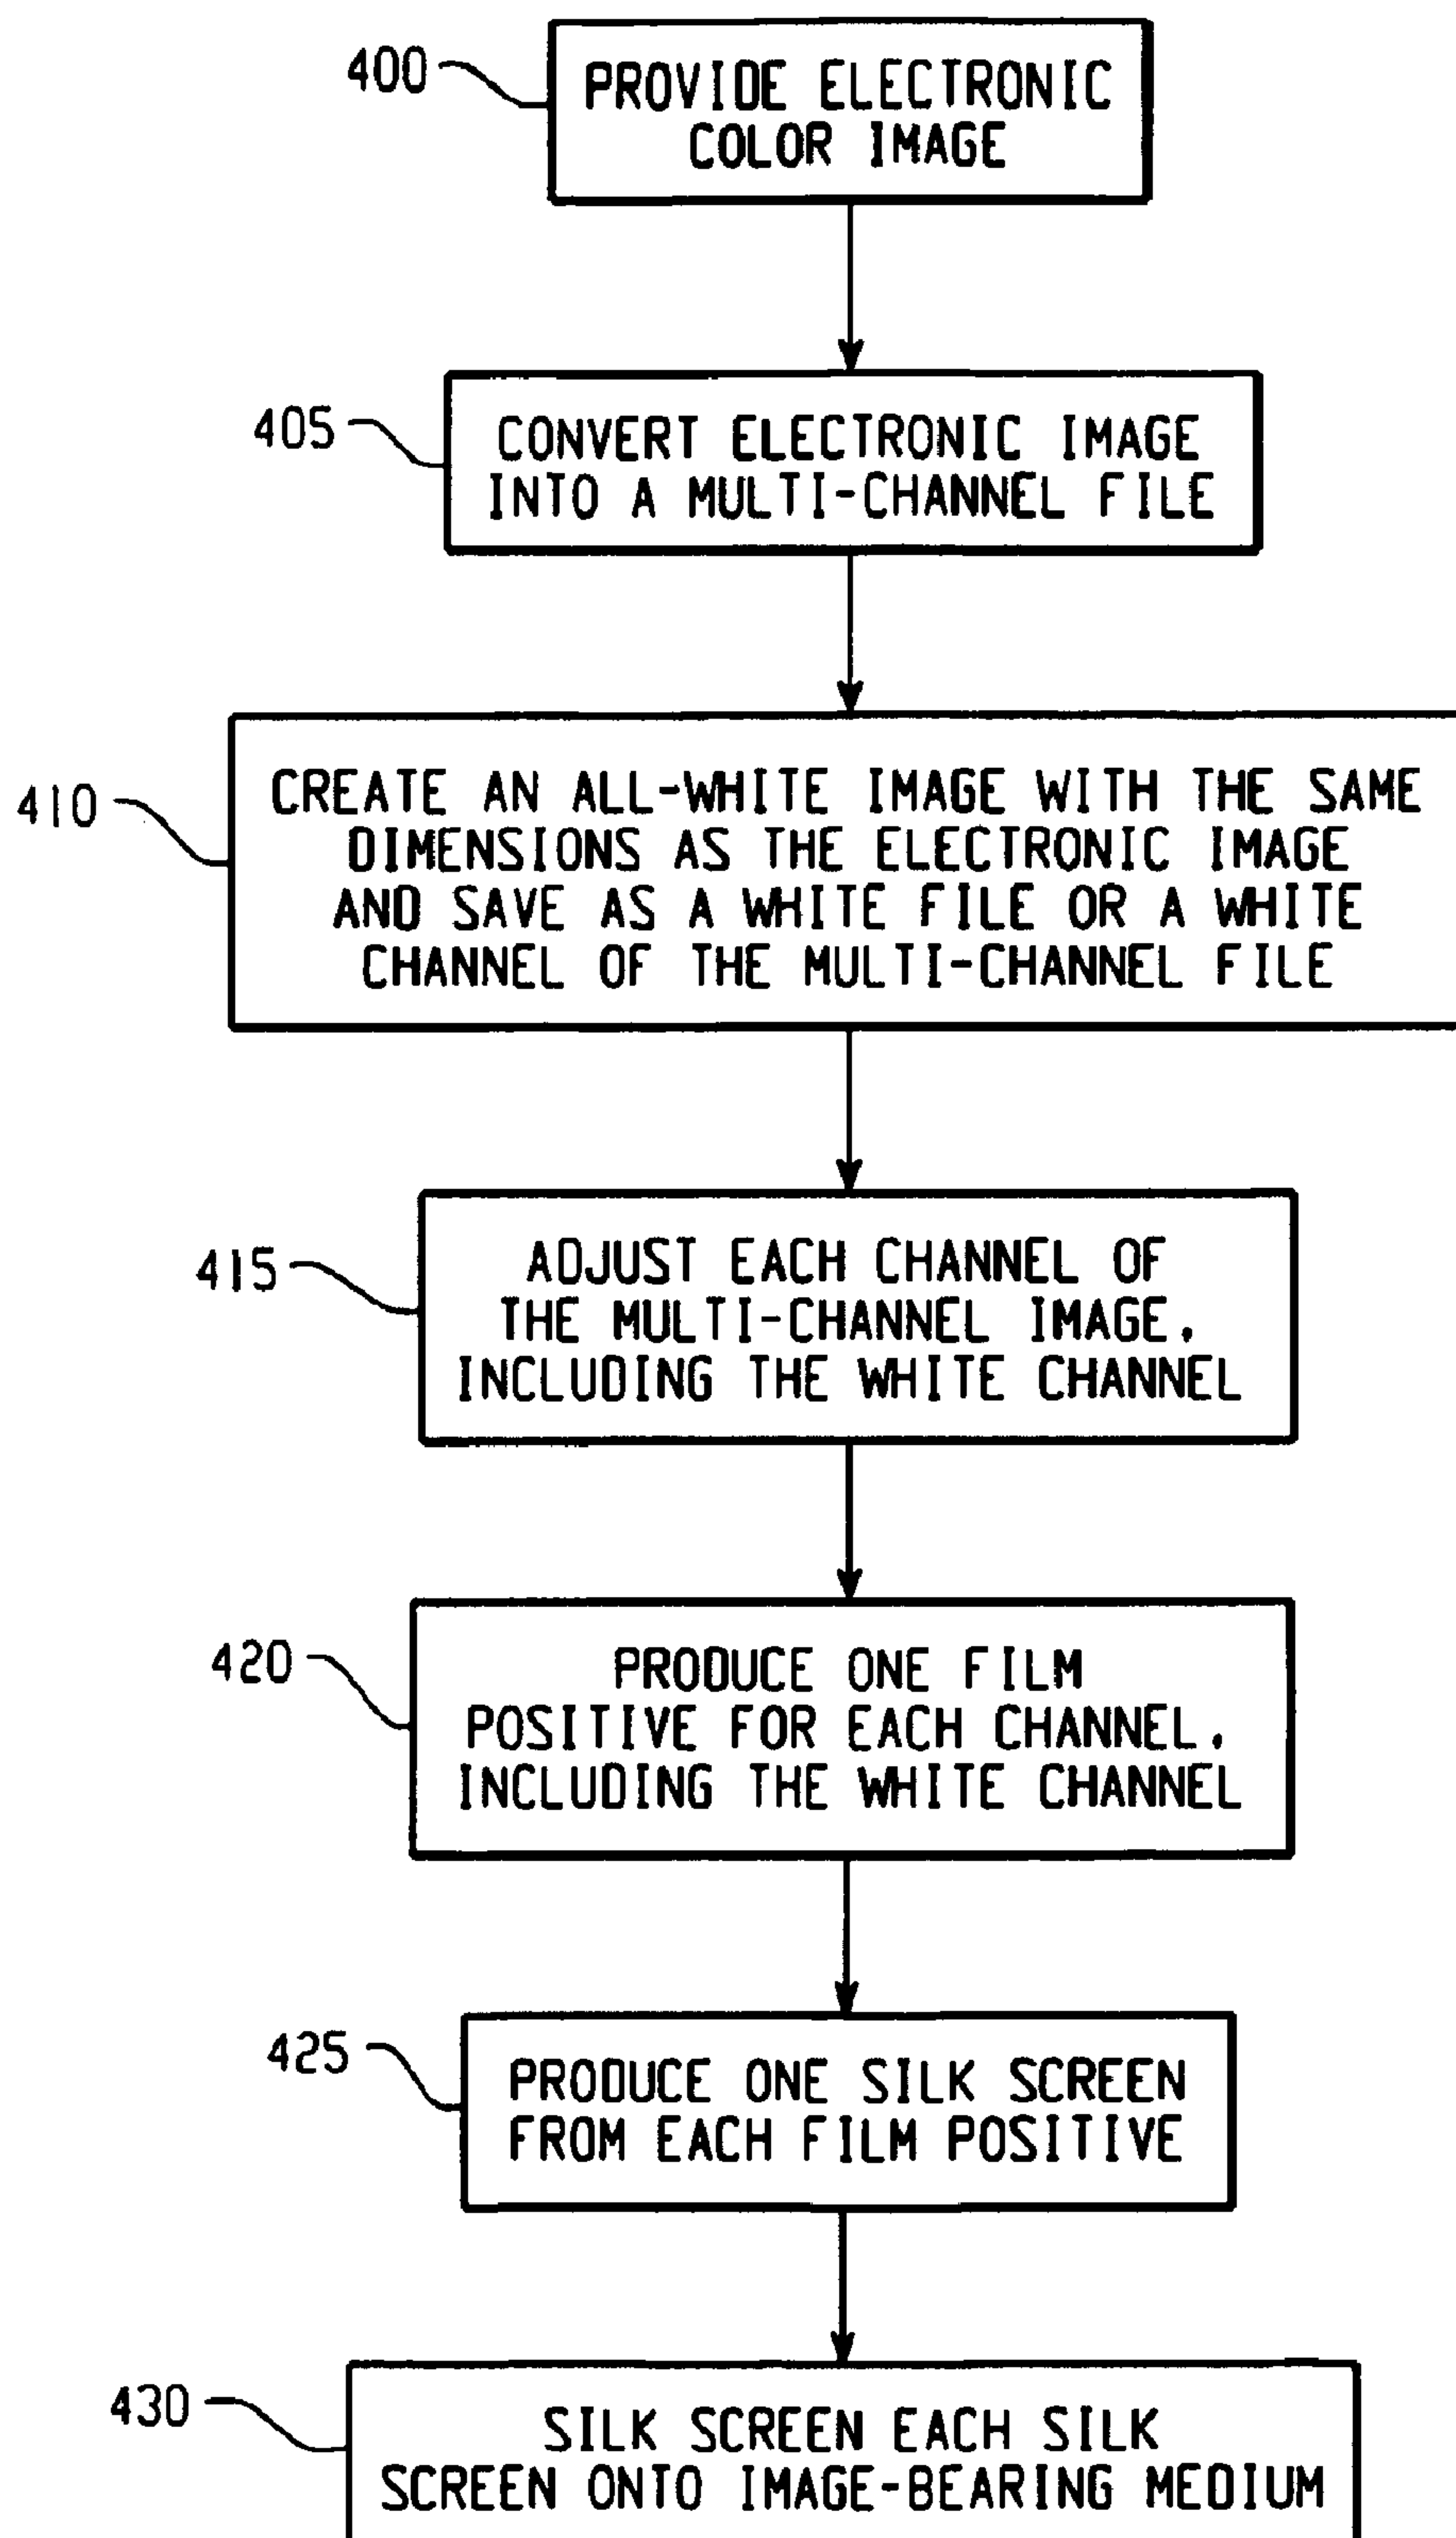 400
PROVIDE ELECTRONIC
COLOR IMAGE
405
CONVERT ELECTRONIC IMAGE
INTO A MULTI-CHANNEL FILE
410
CREATE AN ALL-WHITE IMAGE WITH THE SAME
DIMENSIONS AS THE ELECTRONIC IMAGE
AND SAVE AS A WHITE FILE OR A WHITE
CHANNEL OF THE MULTI-CHANNEL FILE
415
ADJUST EACH CHANNEL OF
THE MULTI-CHANNEL IMAGE,
INCLUDING THE WHITE CHANNEL
420
PRODUCE ONE FILM
POSITIVE FOR EACH CHANNEL,
INCLUDING THE WHITE CHANNEL
425
PRODUCE ONE SILK SCREEN
FROM EACH FILM POSITIVE
430
SILK SCREEN EACH SILK
SCREEN ONTO IMAGE-BEARING MEDIUM